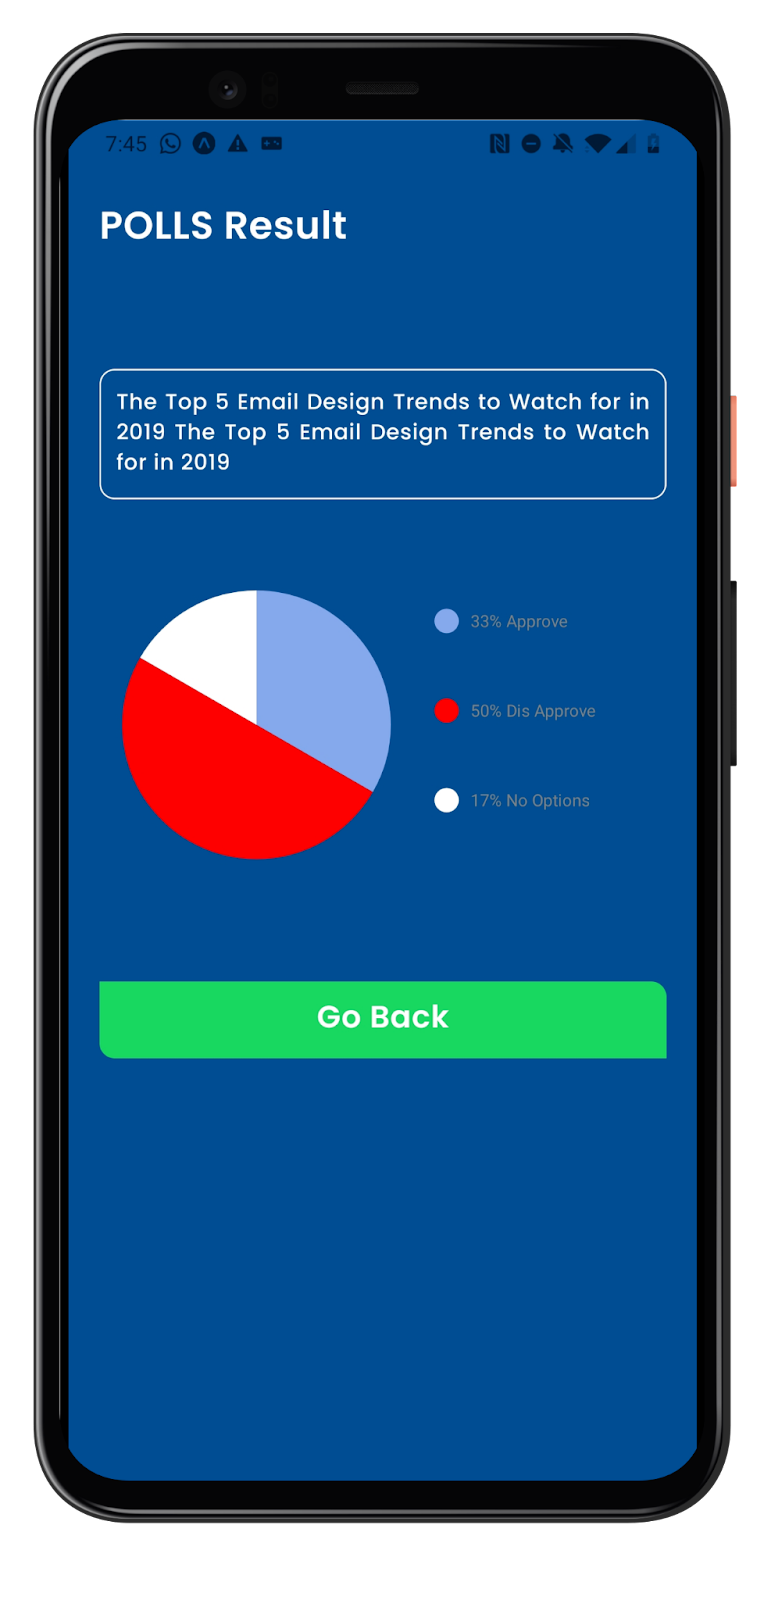 7:45
POLLS Result
The Top 5 Email Design Trends to Watch for in
2019 The Top 5 Email Design Trends to Watch
for in 2019
33% Approve
50% Dis Approve
17% No Options
Go Back